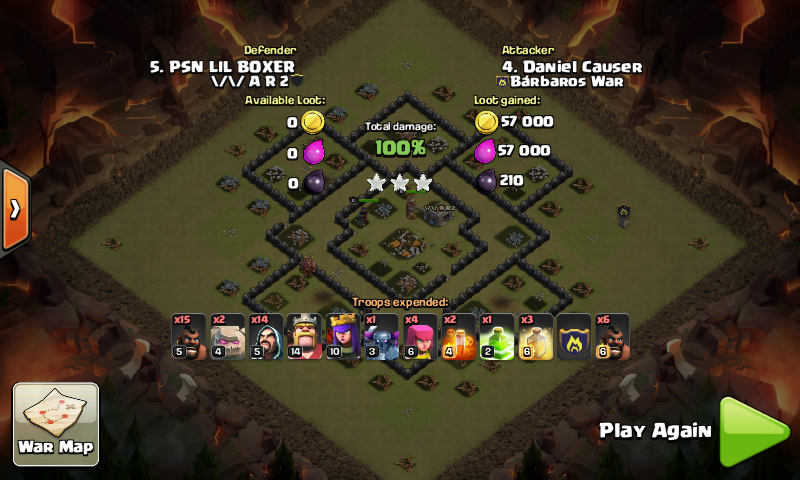 Defender
5. PSN LIL BOXER
\/\/ A R 2
Attacker
4. Daniel Causer
Bárbaros War
Available Loot:
0
0
0
Total damage:
100%
Loot gained:
57 000
57 000
210
Troops expended:
x15 x2 x14 x1 x4 x2 x1 x3 x6
5 4 5 14 10 3 6 4 2 6 6
War Map
Play Again